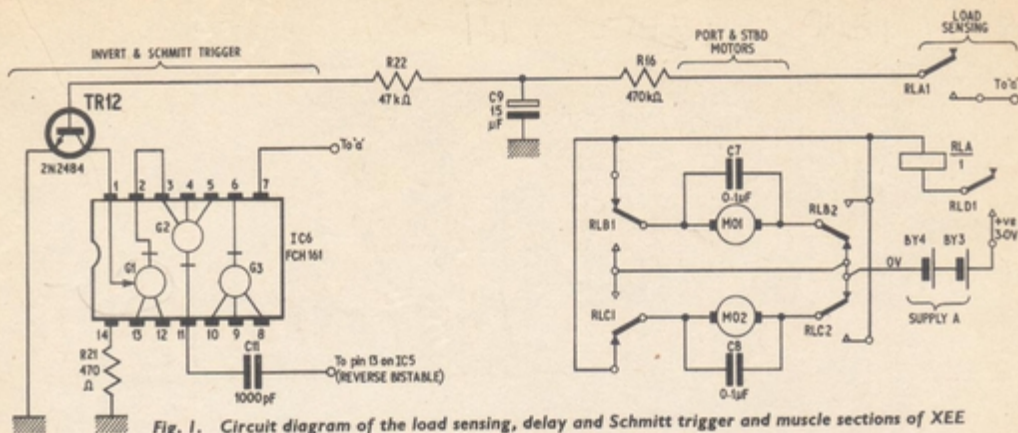 LOAD
SENSING
PORT & STBD
MOTORS
INVERT & SCHMITT TRIGGER
R22
47kΩ
R16
470kΩ
RLA1
To 'a'
C9
15
µF
TR12
2N2484
To 'a'
1 2 3 4 5 6 7
G2
G1
G3
IC6
FCH161
14 13 12 11 10 9 8
R21
470
Ω
C11
1000pF
To pin 13 on IC5
(REVERSE BISTABLE)
C7
0·1µF
MO1
RLB1
RLB2
RLA
1
RLD1
+ve
3·0V
BY4 BY3
0V
SUPPLY A
RLC1
MO2
RLC2
C8
0·1µF
Fig. 1. Circuit diagram of the load sensing, delay and Schmitt trigger and muscle sections of XEE